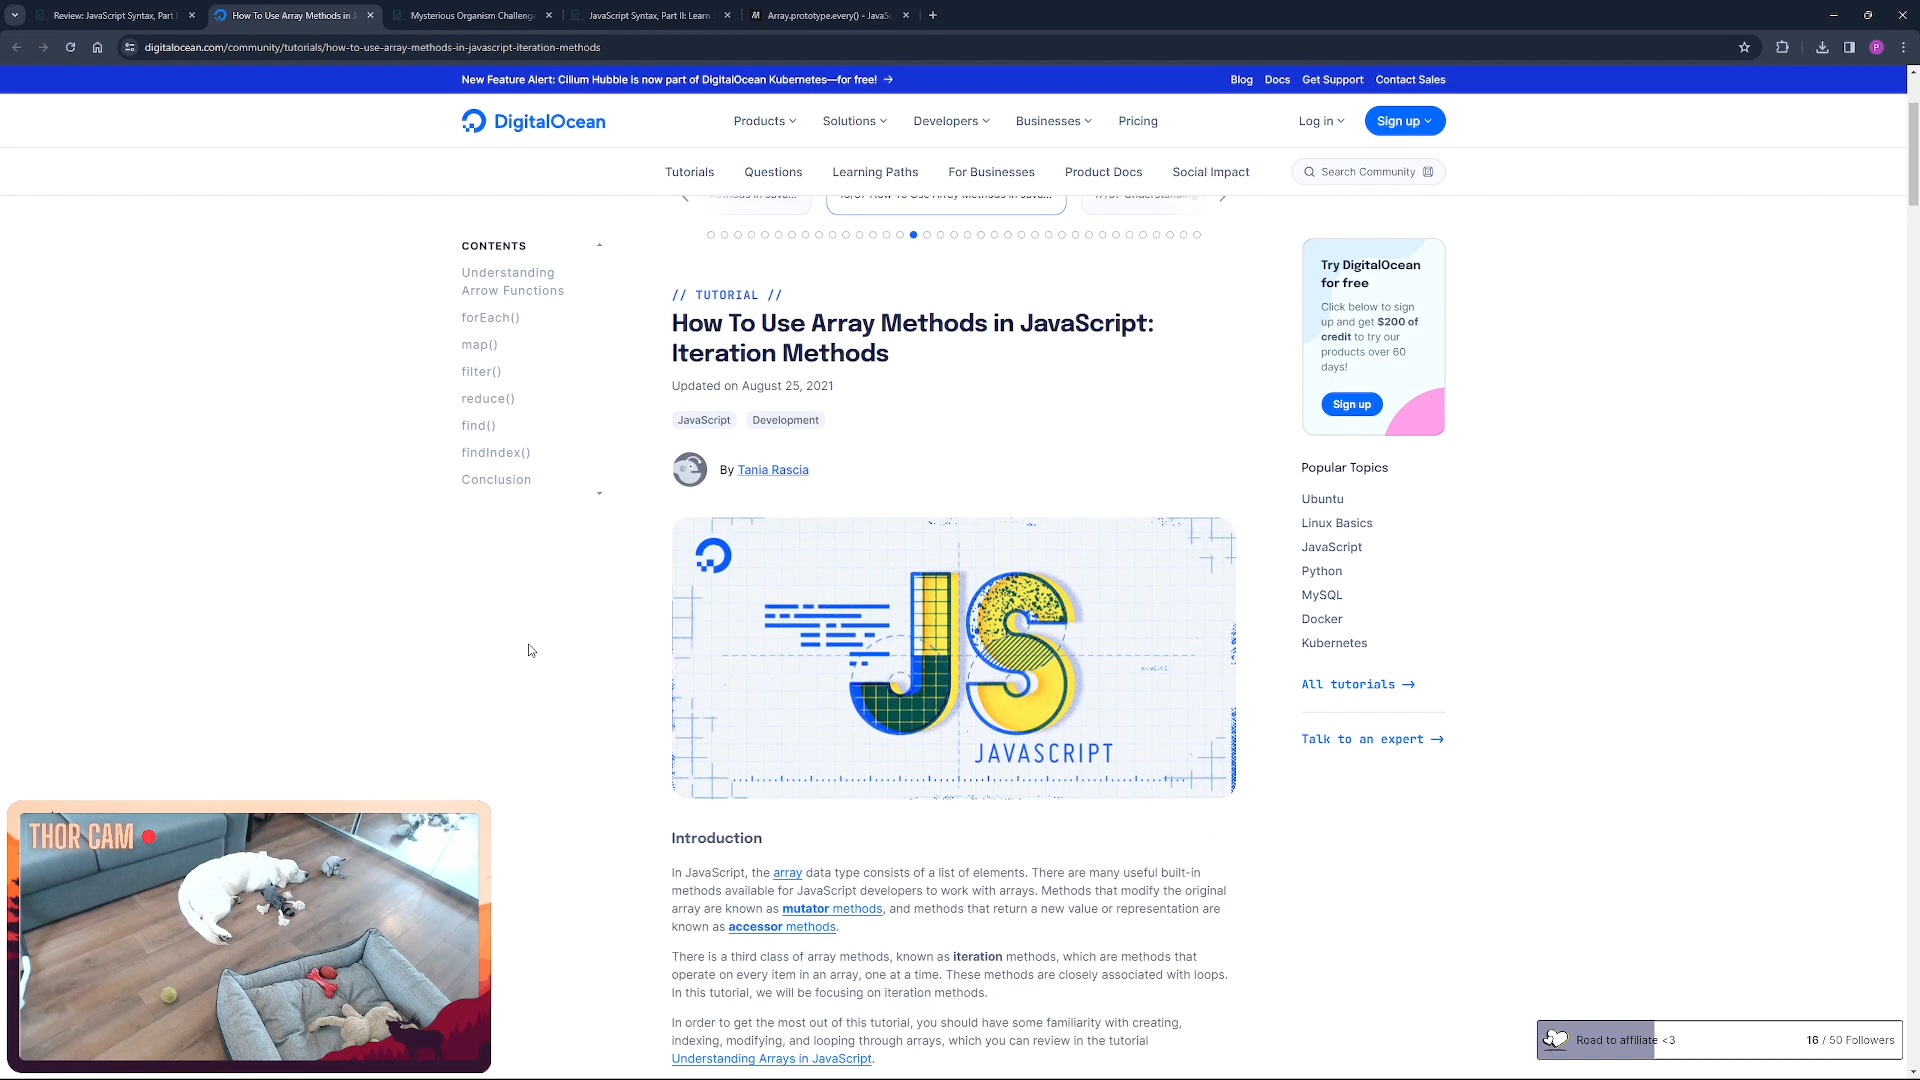 Review: JavaScript Syntax, Part
How To Use Array Methods in J
Mysterious Organism Challenge
JavaScript Syntax, Part II: Learn
Array.prototype.every() - JavaSc
digitalocean.com/community/tutorials/how-to-use-array-methods-in-javascript-iteration-methods
P
New Feature Alert: Cilium Hubble is now part of DigitalOcean Kubernetes—for free! →
Blog Docs Get Support Contact Sales
DigitalOcean
Products Solutions Developers Businesses Pricing
Log in Sign up
Tutorials Questions Learning Paths For Businesses Product Docs Social Impact
Search Community
CONTENTS
Understanding
Arrow Functions
forEach()
map()
filter()
reduce()
find()
findIndex()
Conclusion
// TUTORIAL //
How To Use Array Methods in JavaScript:
Iteration Methods
Updated on August 25, 2021
JavaScript Development
By Tania Rascia
JS
JAVASCRIPT
Introduction
In JavaScript, the array data type consists of a list of elements. There are many useful built-in
methods available for JavaScript developers to work with arrays. Methods that modify the original
array are known as mutator methods, and methods that return a new value or representation are
known as accessor methods.
There is a third class of array methods, known as iteration methods, which are methods that
operate on every item in an array, one at a time. These methods are closely associated with loops.
In this tutorial, we will be focusing on iteration methods.
In order to get the most out of this tutorial, you should have some familiarity with creating,
indexing, modifying, and looping through arrays, which you can review in the tutorial
Understanding Arrays in JavaScript.
Try DigitalOcean
for free
Click below to sign
up and get $200 of
credit to try our
products over 60
days!
Sign up
Popular Topics
Ubuntu
Linux Basics
JavaScript
Python
MySQL
Docker
Kubernetes
All tutorials →
Talk to an expert →
THOR CAM
Road to affiliate <3
16 / 50 Followers